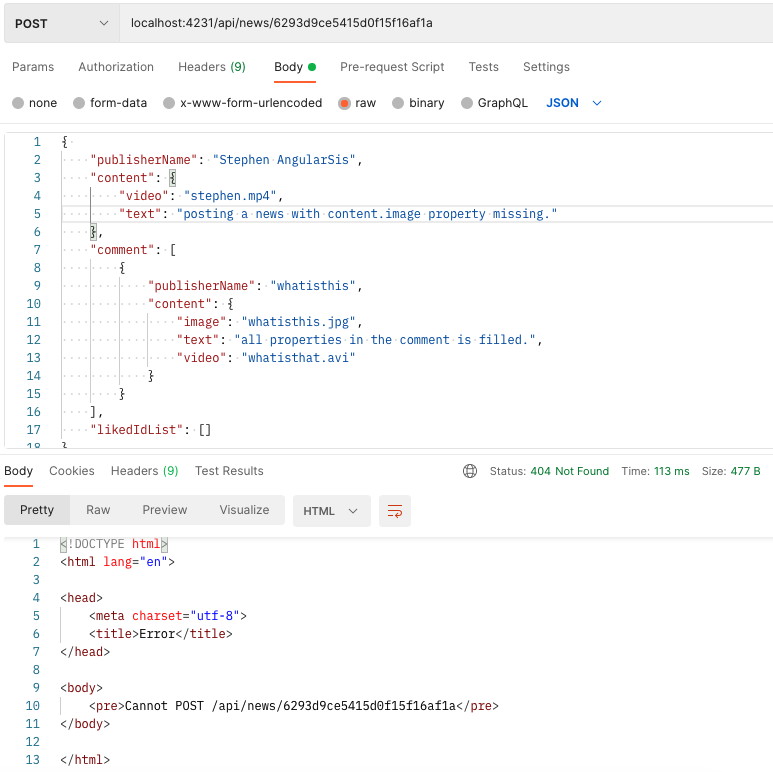 POST localhost:4231/api/news/6293d9ce5415d0f15f16af1a
Params Authorization Headers (9) Body Pre-request Script Tests Settings
none form-data x-www-form-urlencoded raw binary GraphQL JSON
1 {
2 "publisherName": "Stephen AngularSis",
3 "content": {
4 "video": "stephen.mp4",
5 "text": "posting a news with content.image property missing."
6 },
7 "comment": [
8 {
9 "publisherName": "whatisthis",
10 "content": {
11 "image": "whatisthis.jpg",
12 "text": "all properties in the comment is filled.",
13 "video": "whatisthat.avi"
14 }
15 }
16 ],
17 "likedIdList": []
18 }
Body Cookies Headers (9) Test Results Status: 404 Not Found Time: 113 ms Size: 477 B
Pretty Raw Preview Visualize HTML
1 <!DOCTYPE html>
2 <html lang="en">
3
4 <head>
5 <meta charset="utf-8">
6 <title>Error</title>
7 </head>
8
9 <body>
10 <pre>Cannot POST /api/news/6293d9ce5415d0f15f16af1a</pre>
11 </body>
12
13 </html>